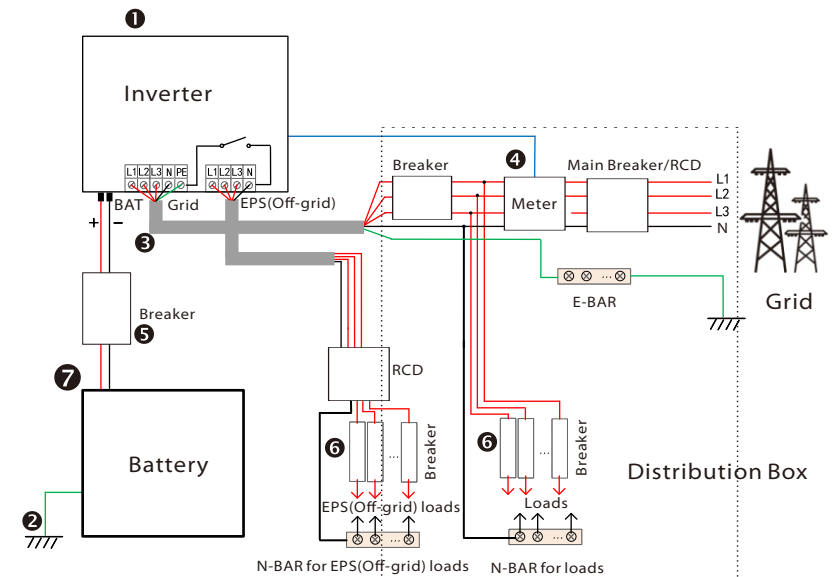 ❶
Inverter
L1 L2 L3 N PE
L1 L2 L3 N
BAT
Grid
EPS(Off-grid)
+
−
❸
Breaker
❹
Meter
Main Breaker/RCD
L1
L2
L3
N
Grid
E-BAR
...
Breaker
❺
❼
Battery
❷
RCD
❻
...
Breaker
EPS(Off-grid) loads
...
N-BAR for EPS(Off-grid) loads
❻
...
Breaker
Loads
...
N-BAR for loads
Distribution Box